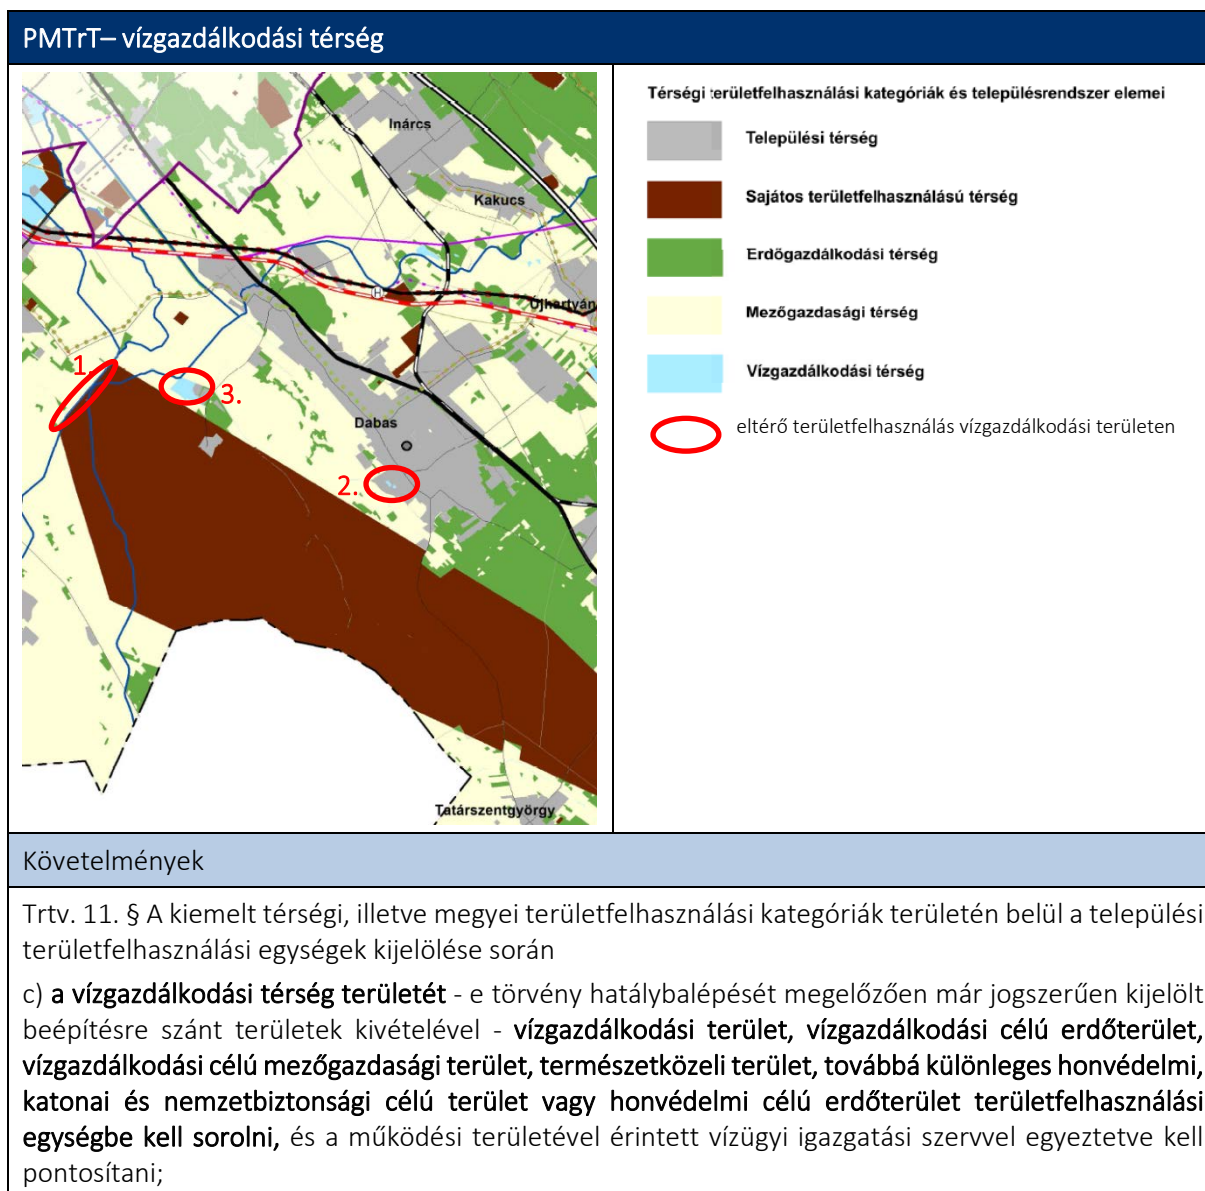 PMTrT– vízgazdálkodási térség
Inárcs
Kakucs
H
Újhartyán
1.
3.
Dabas
2.
Tatárszentgyörgy
Térségi területfelhasználási kategóriák és településrendszer elemei
Települési térség
Sajátos területfelhasználású térség
Erdőgazdálkodási térség
Mezőgazdasági térség
Vízgazdálkodási térség
eltérő területfelhasználás vízgazdálkodási területen
Követelmények
Trtv. 11. § A kiemelt térségi, illetve megyei területfelhasználási kategóriák területén belül a települési
területfelhasználási egységek kijelölése során
c) a vízgazdálkodási térség területét - e törvény hatálybalépését megelőzően már jogszerűen kijelölt
beépítésre szánt területek kivételével - vízgazdálkodási terület, vízgazdálkodási célú erdőterület,
vízgazdálkodási célú mezőgazdasági terület, természetközeli terület, továbbá különleges honvédelmi,
katonai és nemzetbiztonsági célú terület vagy honvédelmi célú erdőterület területfelhasználási
egységbe kell sorolni, és a működési területével érintett vízügyi igazgatási szervvel egyeztetve kell
pontosítani;